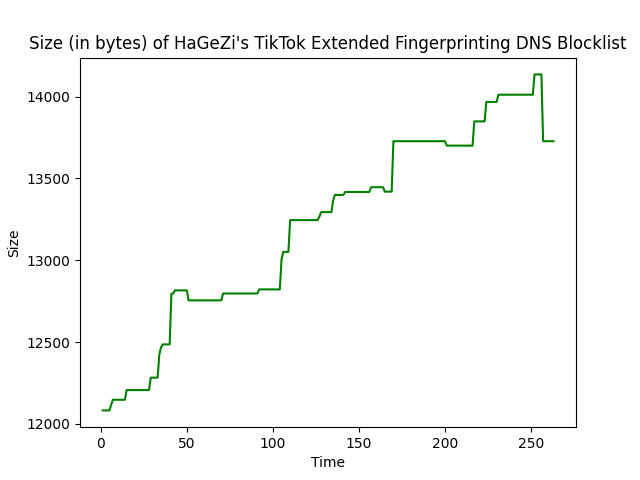 Size (in bytes) of HaGeZi's TikTok Extended Fingerprinting DNS Blocklist
14000
13500
13000
12500
12000
Size
0 50 100 150 200 250
Time